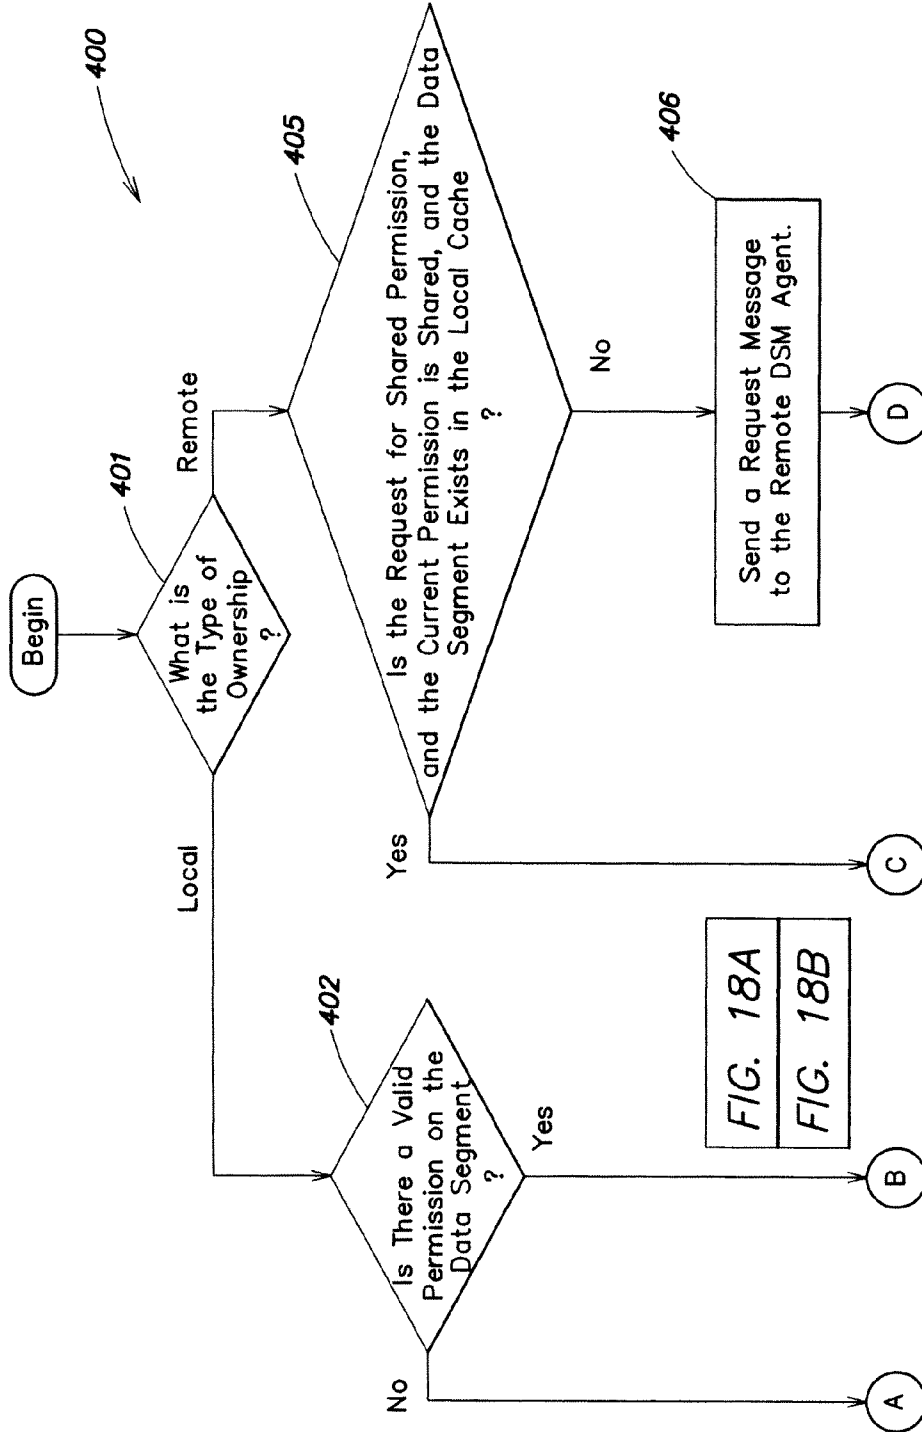 Begin
400
401
What is
the Type of
Ownership
?
Local
Remote
402
Is There a Valid
Permission on the
Data Segment
?
No
Yes
405
Is the Request for Shared Permission,
and the Current Permission is Shared, and the Data
Segment Exists in the Local Cache
?
Yes
No
406
Send a Request Message
to the Remote DSM Agent.
FIG. 18A
FIG. 18B
A
B
C
D